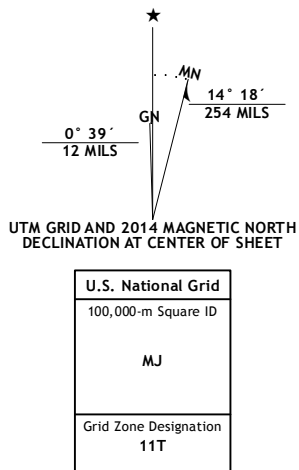 ★
MN
GN
14° 18´
254 MILS
0° 39´
12 MILS
UTM GRID AND 2014 MAGNETIC NORTH
DECLINATION AT CENTER OF SHEET
U.S. National Grid
100,000-m Square ID
MJ
Grid Zone Designation
11T